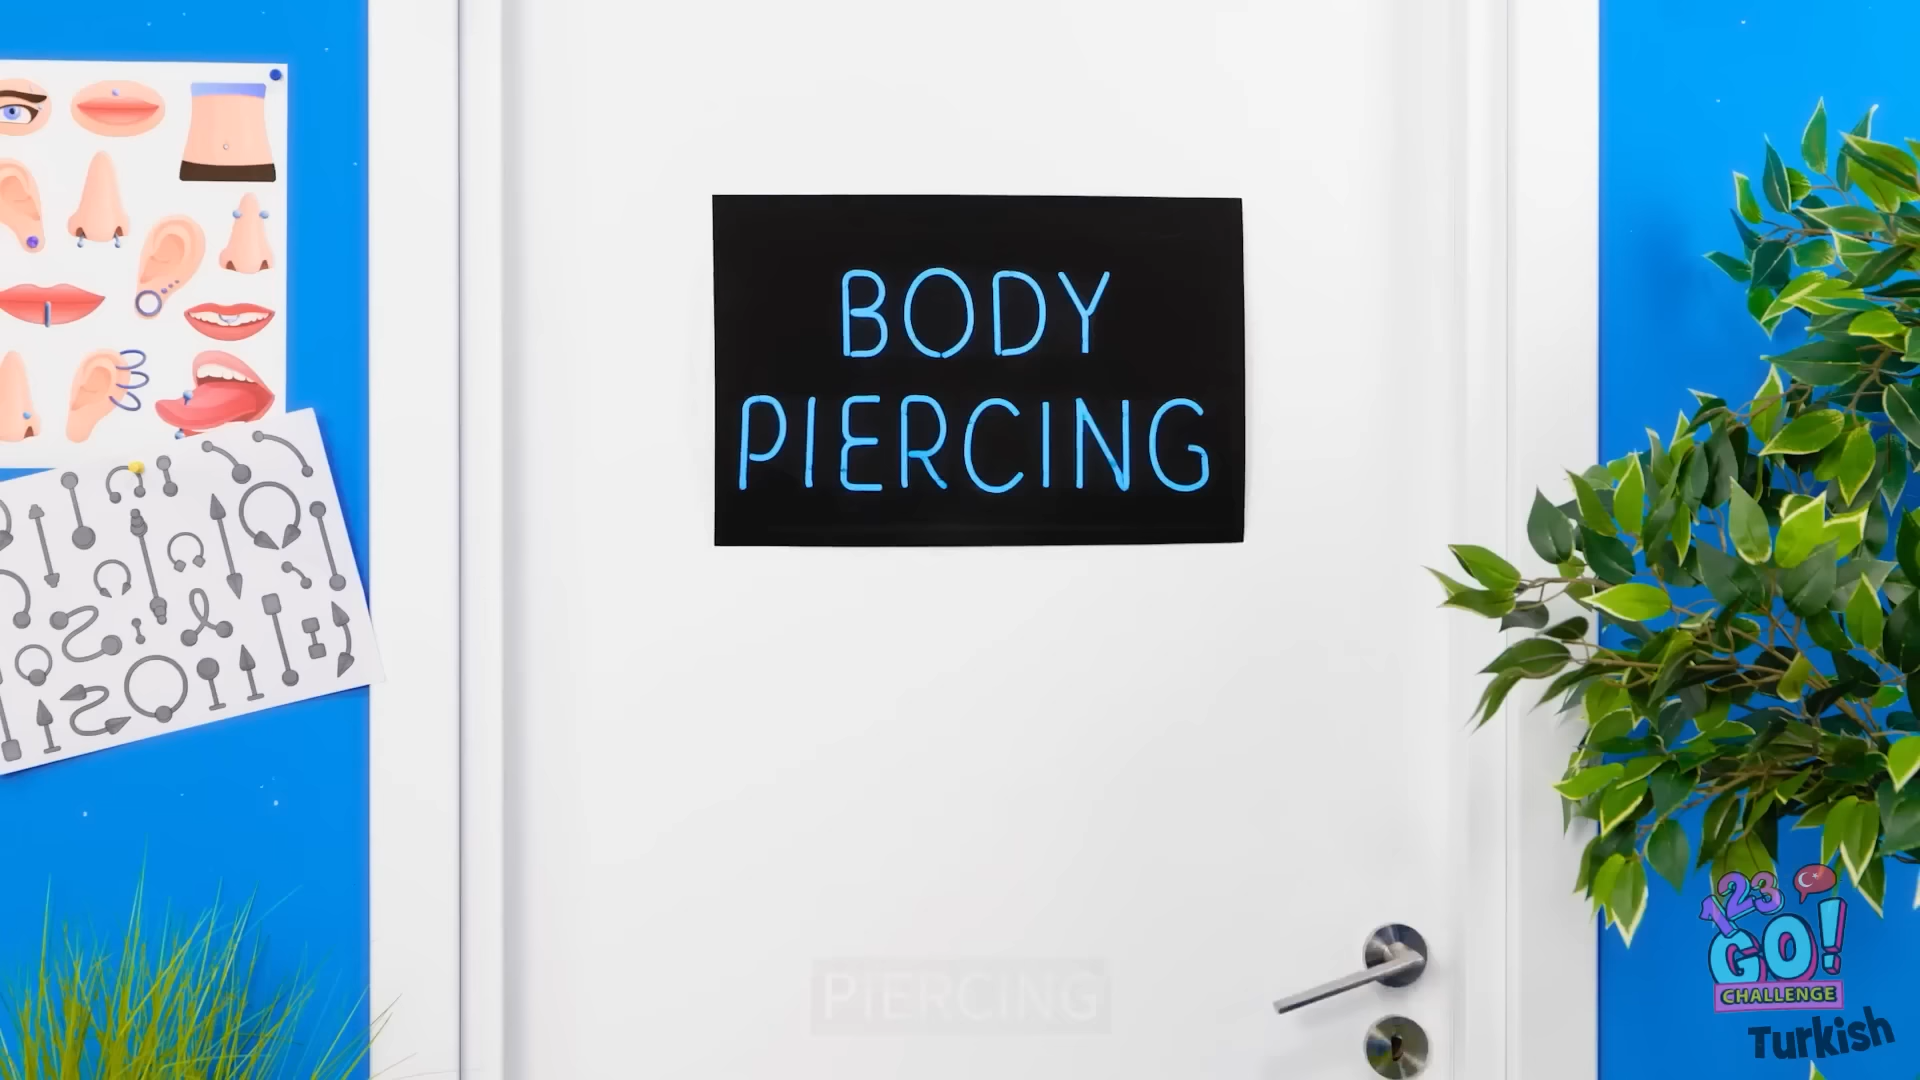 BODY
PIERCING
PIERCING
123
GO!
CHALLENGE
Turkish